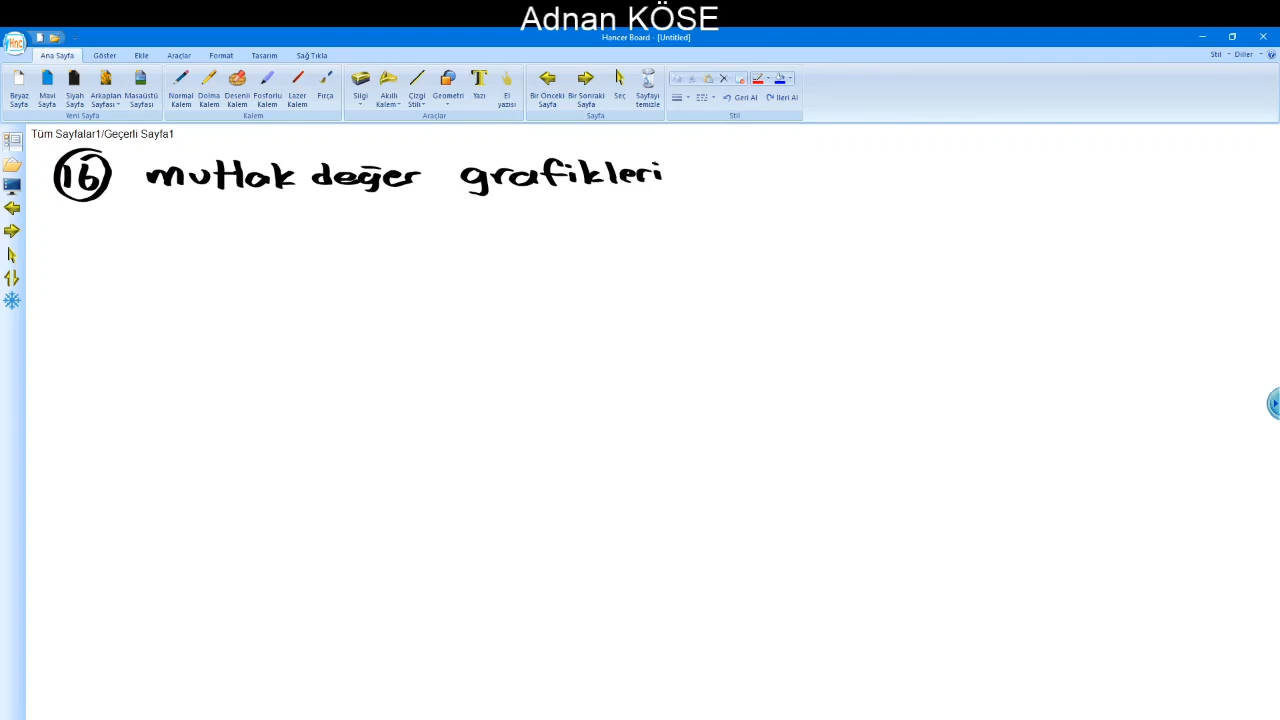 Adnan KÖSE
Hancer Board - [Untitled]
Hnc
Ana Sayfa Göster Ekle Araçlar Format Tasarım Sağ Tıkla Stil Diller
Beyaz Sayfa Mavi Sayfa Siyah Sayfa Arkaplan Sayfası Masaüstü Sayfası Normal Kalem Dolma Kalem Desenli Kalem Fosforlu Kalem Lazer Kalem Fırça Silgi Akıllı Kalem Çizgi Stili Geometri Yazı El yazısı Bir Önceki Sayfa Bir Sonraki Sayfa Seç Sayfayı temizle Geri Al İleri Al
Yeni Sayfa Kalem Araçlar Sayfa Stil
Tüm Sayfalar1/Geçerli Sayfa1
16 mutlak değer grafikleri